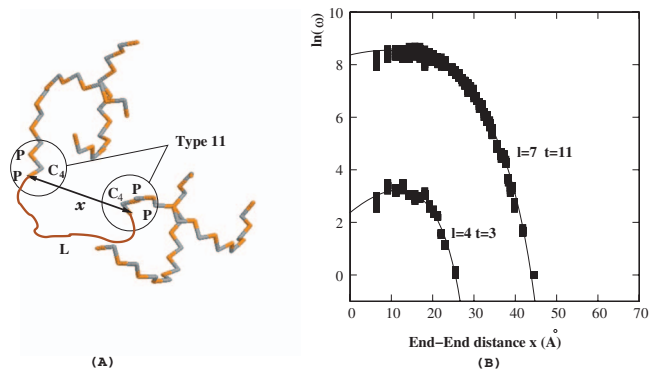 P
P
C4
Type 11
C4
P
P
x
L
(A)
ln(ω)
10
8
6
4
2
0
l=7 t=11
l=4 t=3
0 10 20 30 40 50 60 70
End−End distance x (Å)
(B)